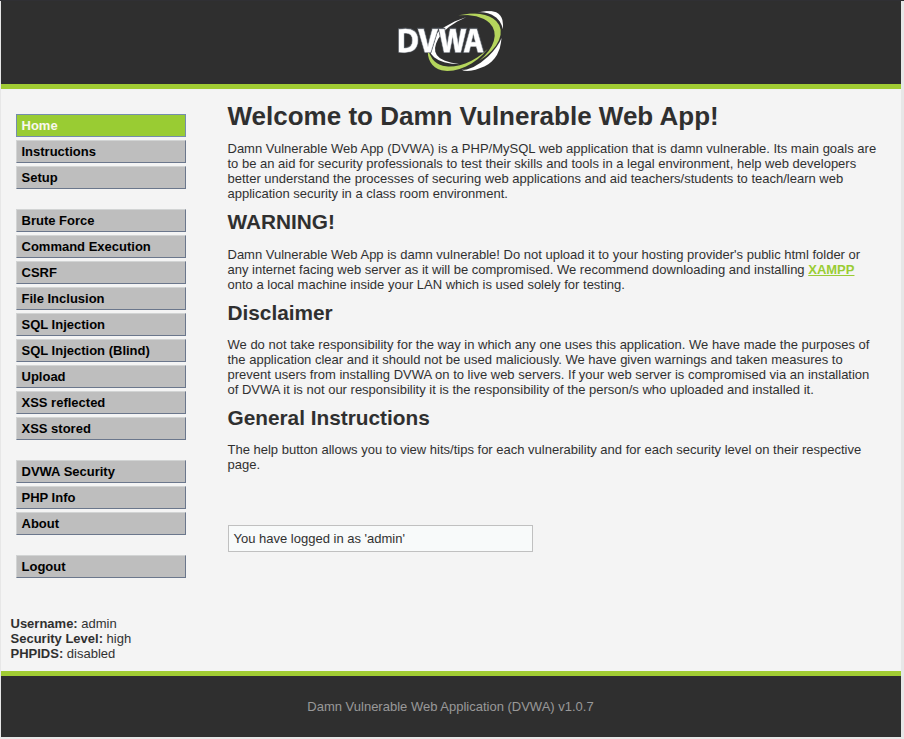 DVWA
Home
Instructions
Setup
Brute Force
Command Execution
CSRF
File Inclusion
SQL Injection
SQL Injection (Blind)
Upload
XSS reflected
XSS stored
DVWA Security
PHP Info
About
Logout
Username: admin
Security Level: high
PHPIDS: disabled
Welcome to Damn Vulnerable Web App!
Damn Vulnerable Web App (DVWA) is a PHP/MySQL web application that is damn vulnerable. Its main goals are
to be an aid for security professionals to test their skills and tools in a legal environment, help web developers
better understand the processes of securing web applications and aid teachers/students to teach/learn web
application security in a class room environment.
WARNING!
Damn Vulnerable Web App is damn vulnerable! Do not upload it to your hosting provider's public html folder or
any internet facing web server as it will be compromised. We recommend downloading and installing XAMPP
onto a local machine inside your LAN which is used solely for testing.
Disclaimer
We do not take responsibility for the way in which any one uses this application. We have made the purposes of
the application clear and it should not be used maliciously. We have given warnings and taken measures to
prevent users from installing DVWA on to live web servers. If your web server is compromised via an installation
of DVWA it is not our responsibility it is the responsibility of the person/s who uploaded and installed it.
General Instructions
The help button allows you to view hits/tips for each vulnerability and for each security level on their respective
page.
You have logged in as 'admin'
Damn Vulnerable Web Application (DVWA) v1.0.7